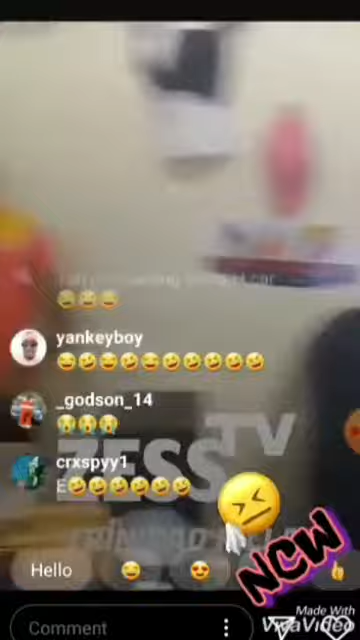 yankeyboy
😂🤣😂🤣😂🤣🤣🤣🤣🤣
_godson_14
😭😭😭
crxspyy1
E🤣🤣🤣🤣🤣🤣
ZESS TV
Hello
NCW
Made With
Comment
VivaVideo